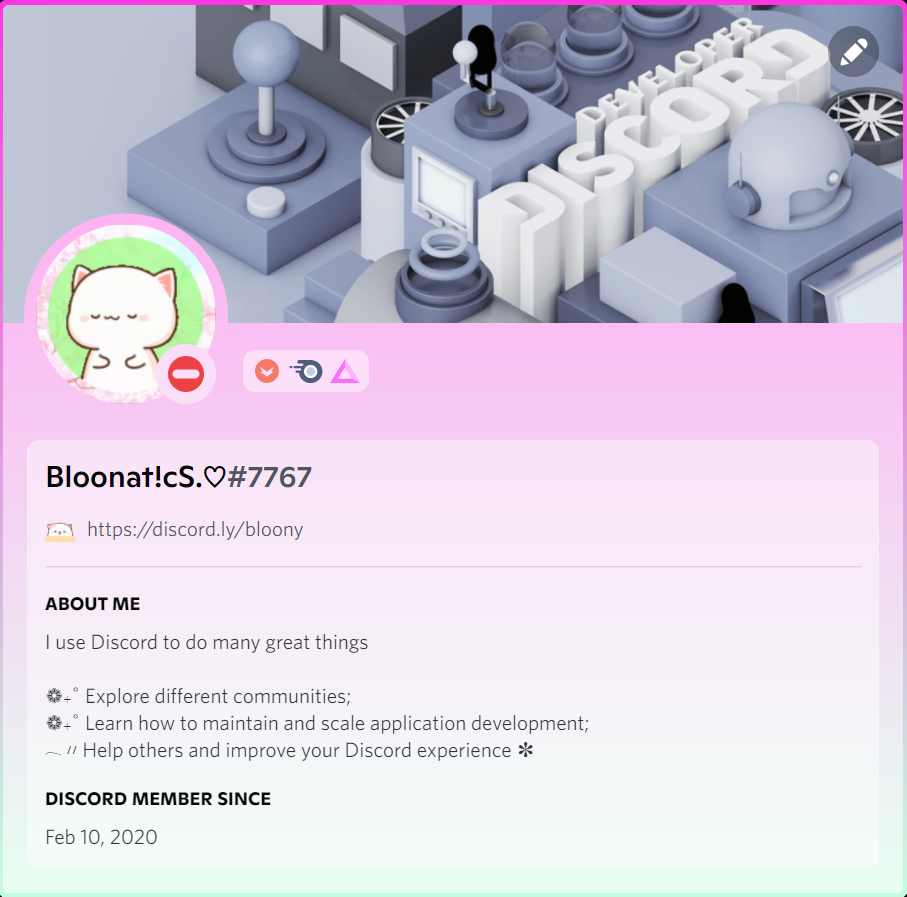 DEVELOPER
DISCORD
Bloonat!cS.♡#7767
https://discord.ly/bloony
ABOUT ME
I use Discord to do many great things
❁₊˚ Explore different communities;
❁₊˚ Learn how to maintain and scale application development;
︵〃Help others and improve your Discord experience ✼
DISCORD MEMBER SINCE
Feb 10, 2020